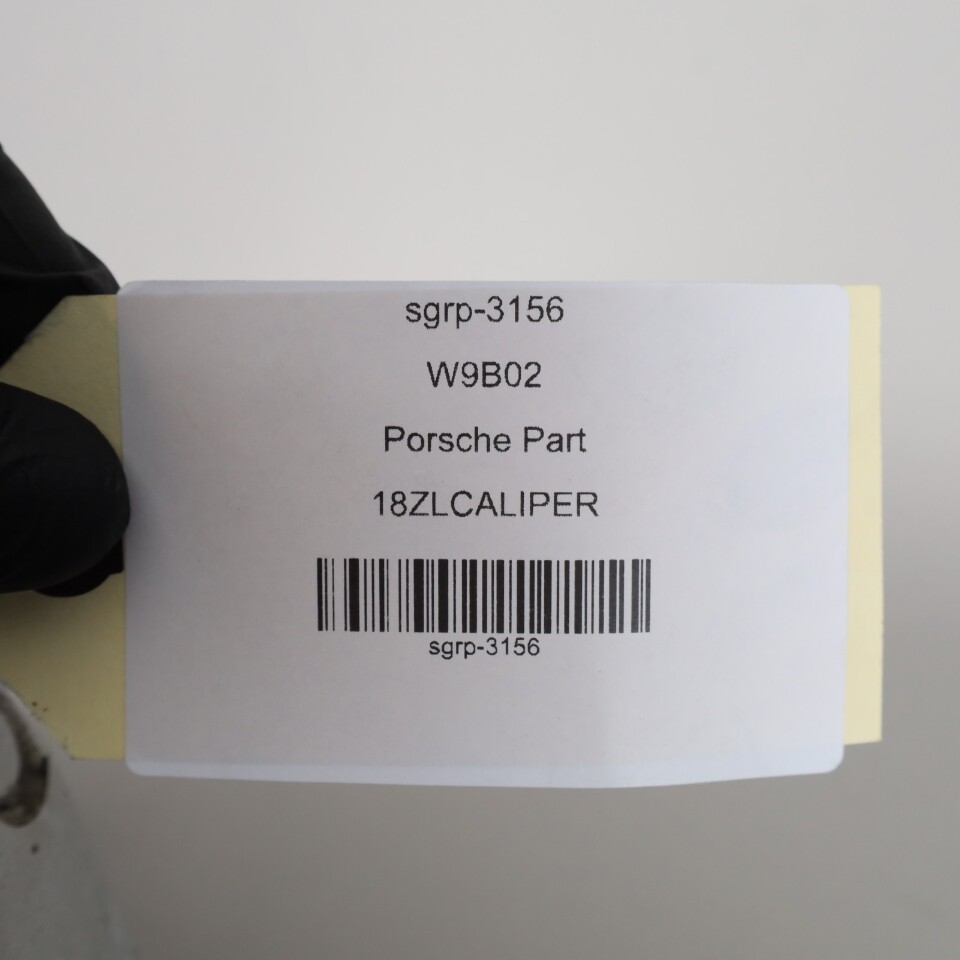 sgrp-3156
W9B02
Porsche Part
18ZLCALIPER
sgrp-3156